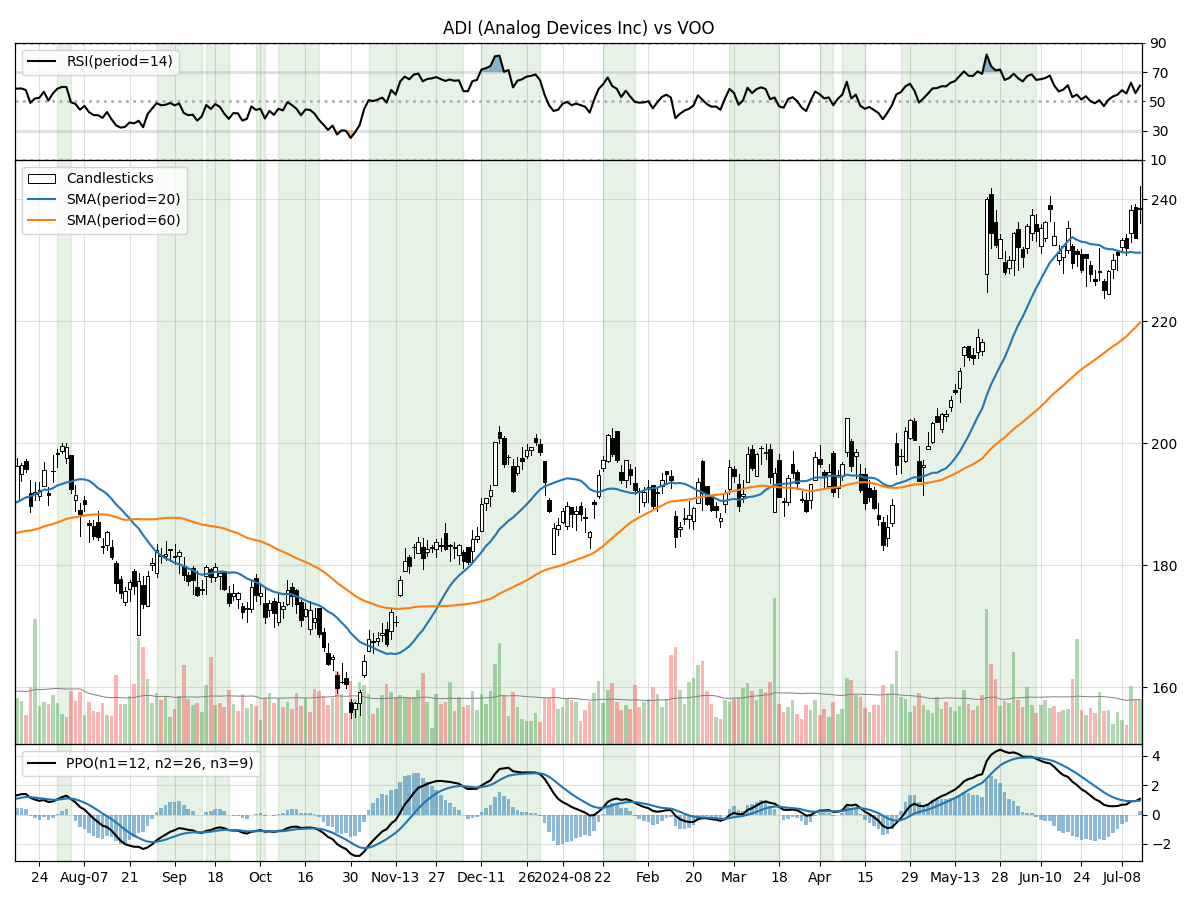 ADI (Analog Devices Inc) vs VOO
RSI(period=14)
90
70
50
30
10
Candlesticks
SMA(period=20)
SMA(period=60)
240
220
200
180
160
PPO(n1=12, n2=26, n3=9)
4
2
0
−2
24 Aug-07 21 Sep 18 Oct 16 30 Nov-13 27 Dec-11 26 2024-08 22 Feb 20 Mar 18 Apr 15 29 May-13 28 Jun-10 24 Jul-08